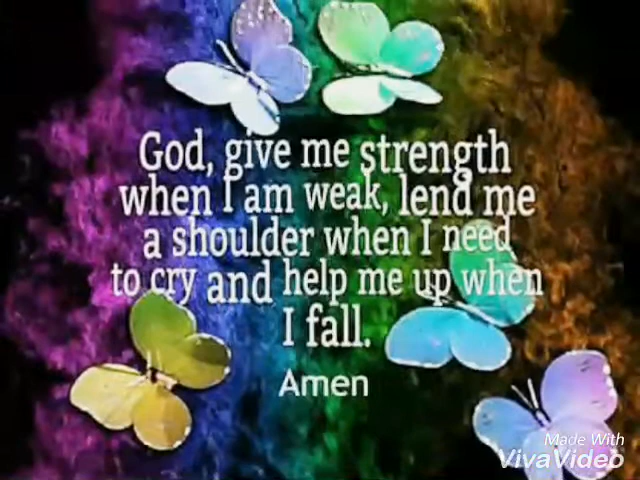 God, give me strength
when I am weak, lend me
a shoulder when I need
to cry and help me up when
I fall.
Amen
Made With
VivaVideo